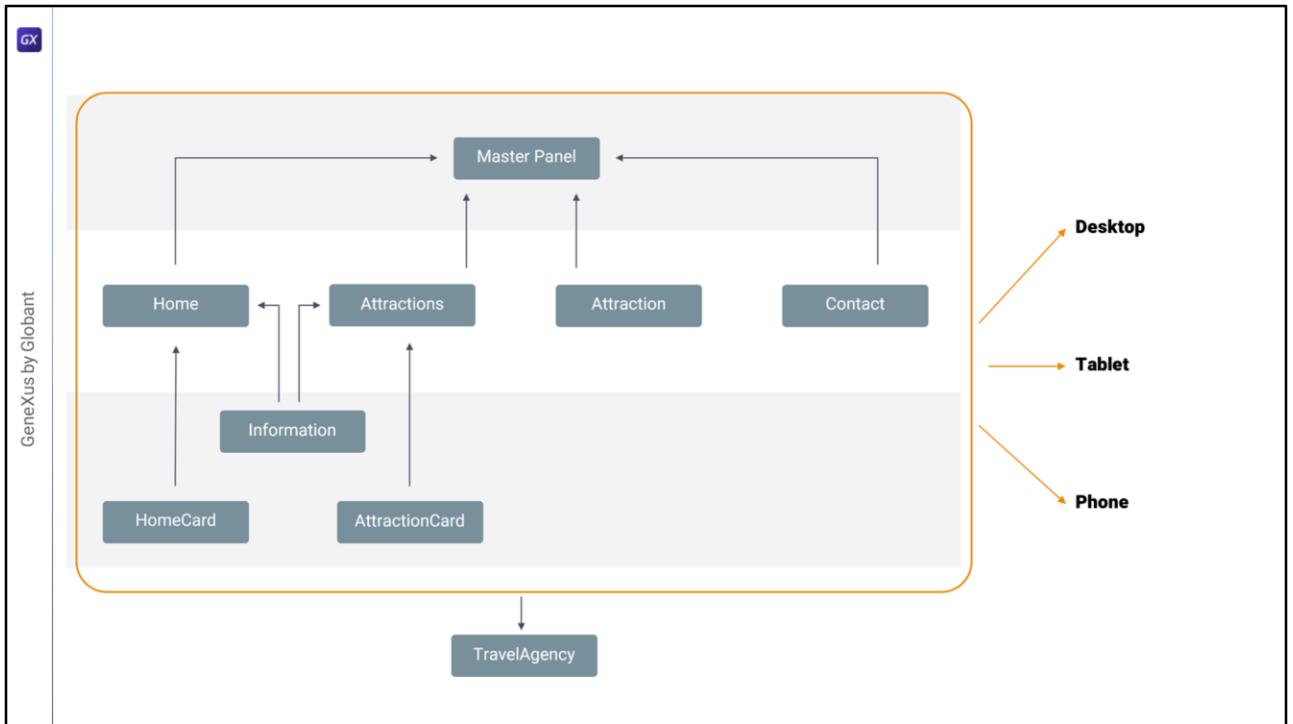 GX
GeneXus by Globant
Master Panel
Home
Attractions
Attraction
Contact
Information
HomeCard
AttractionCard
TravelAgency
Desktop
Tablet
Phone